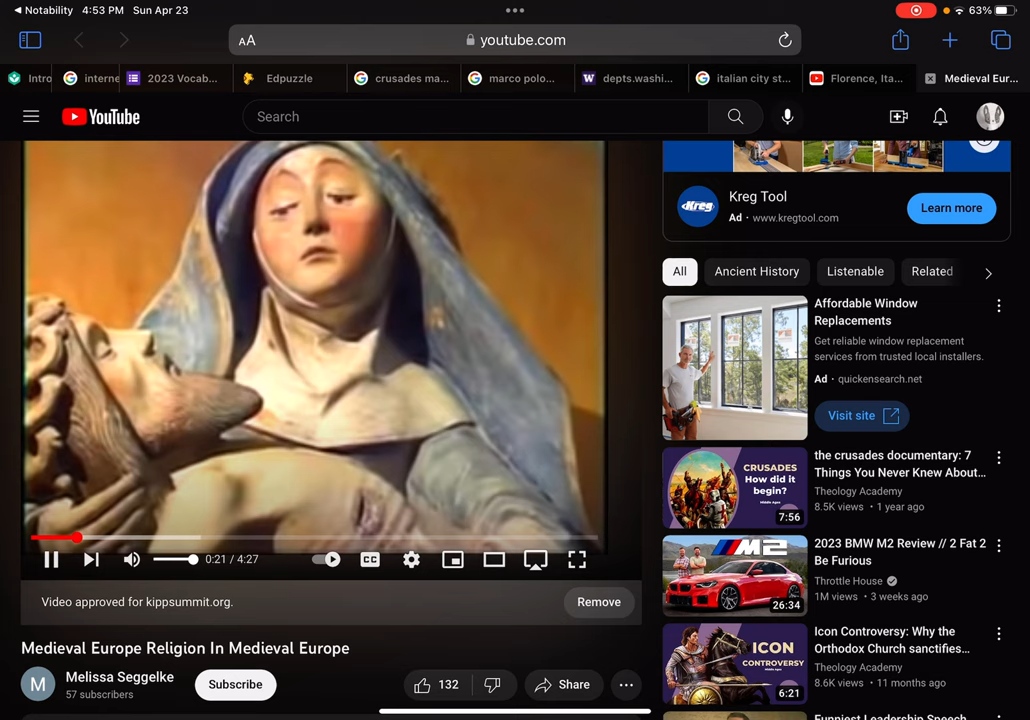 Notability 4:53 PM Sun Apr 23
63%
AA
youtube.com
Intro
interne
2023 Vocab...
Edpuzzle
crusades ma...
marco polo...
W depts.washi...
italian city st...
Florence, Ita...
Medieval Eur...
YouTube
Search
Kreg
Kreg Tool
Ad · www.kregtool.com
Learn more
All
Ancient History
Listenable
Related
Affordable Window
Replacements
Get reliable window replacement
services from trusted local installers.
Ad · quickensearch.net
Visit site
CRUSADES
How did it
begin?
Middle Ages
7:56
the crusades documentary: 7
Things You Never Knew About...
Theology Academy
8.5K views · 1 year ago
0:21 / 4:27
CC
M2
26:34
2023 BMW M2 Review // 2 Fat 2
Be Furious
Throttle House
1M views · 3 weeks ago
Video approved for kippsummit.org.
Remove
ICON
CONTROVERSY
6:21
Icon Controversy: Why the
Orthodox Church sanctifies...
Theology Academy
8.6K views · 11 months ago
Medieval Europe Religion In Medieval Europe
M
Melissa Seggelke
57 subscribers
Subscribe
132
Share
Funniest Leadership Speech